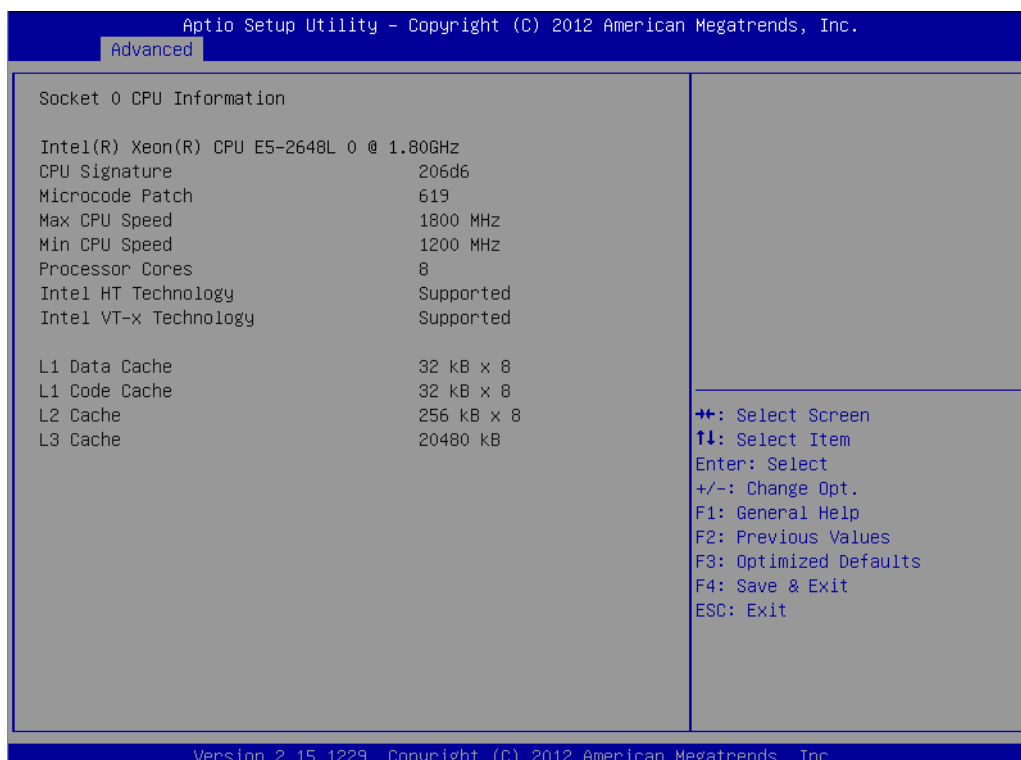 Aptio Setup Utility – Copyright (C) 2012 American Megatrends, Inc.
Advanced
Socket 0 CPU Information
Intel(R) Xeon(R) CPU E5-2648L 0 @ 1.80GHz
CPU Signature 206d6
Microcode Patch 619
Max CPU Speed 1800 MHz
Min CPU Speed 1200 MHz
Processor Cores 8
Intel HT Technology Supported
Intel VT-x Technology Supported
L1 Data Cache 32 kB x 8
L1 Code Cache 32 kB x 8
L2 Cache 256 kB x 8
L3 Cache 20480 kB
→←: Select Screen
↑↓: Select Item
Enter: Select
+/-: Change Opt.
F1: General Help
F2: Previous Values
F3: Optimized Defaults
F4: Save & Exit
ESC: Exit
Version 2.15.1229. Copyright (C) 2012 American Megatrends, Inc.